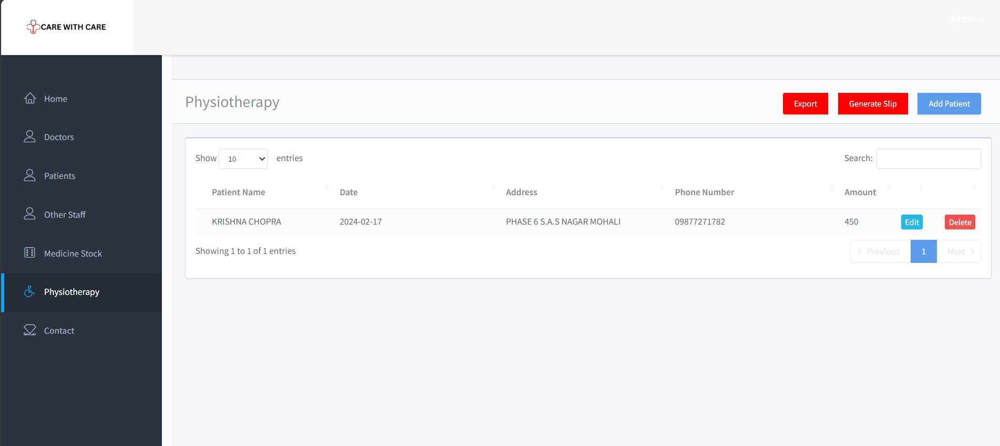 CARE WITH CARE
Admin
Home
Doctors
Patients
Other Staff
Medicine Stock
Physiotherapy
Contact
Physiotherapy
Export Generate Slip Add Patient
Show 10 entries Search:
Patient Name Date Address Phone Number Amount
KRISHNA CHOPRA 2024-02-17 PHASE 6 S.A.S NAGAR MOHALI 09877271782 450 Edit Delete
Showing 1 to 1 of 1 entries Previous 1 Next